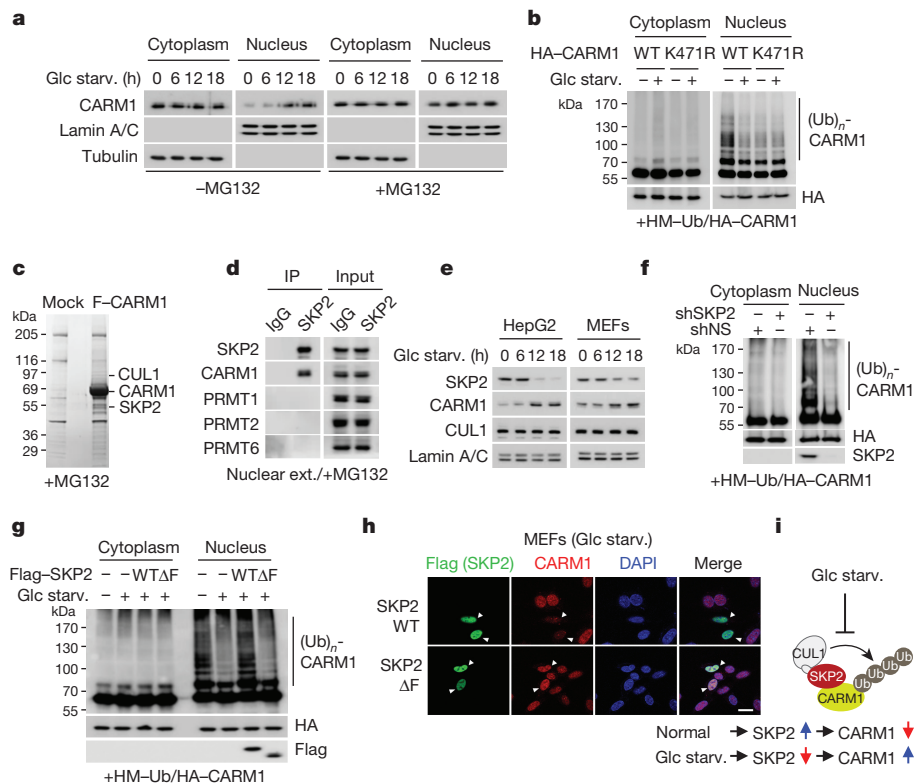 a
Cytoplasm Nucleus Cytoplasm Nucleus
Glc starv. (h) 0 6 12 18 0 6 12 18 0 6 12 18 0 6 12 18
CARM1
Lamin A/C
Tubulin
–MG132 +MG132
b
Cytoplasm Nucleus
HA–CARM1 WT K471R WT K471R
Glc starv. – + – + – + – +
kDa
170
130
100
70
55
(Ub)n-
CARM1
HA
+HM–Ub/HA–CARM1
c
Mock F–CARM1
kDa
205
116
97
69
55
36
29
CUL1
CARM1
SKP2
+MG132
d
IP Input
IgG SKP2 IgG SKP2
SKP2
CARM1
PRMT1
PRMT2
PRMT6
Nuclear ext./+MG132
e
HepG2 MEFs
Glc starv. (h) 0 6 12 18 0 6 12 18
SKP2
CARM1
CUL1
Lamin A/C
f
Cytoplasm Nucleus
shSKP2 – + – +
shNS + – + –
kDa
170
130
100
70
55
(Ub)n-
CARM1
HA
SKP2
+HM–Ub/HA–CARM1
g
Cytoplasm Nucleus
Flag–SKP2 – – WT ΔF – – WT ΔF
Glc starv. – + + + – + + +
kDa
170
130
100
70
55
(Ub)n-
CARM1
HA
Flag
+HM–Ub/HA–CARM1
h
MEFs (Glc starv.)
Flag (SKP2) CARM1 DAPI Merge
SKP2
WT
SKP2
ΔF
i
Glc starv.
CUL1
SKP2
CARM1
Ub Ub Ub Ub
Normal → SKP2 ↑ → CARM1 ↓
Glc starv. → SKP2 ↓ → CARM1 ↑